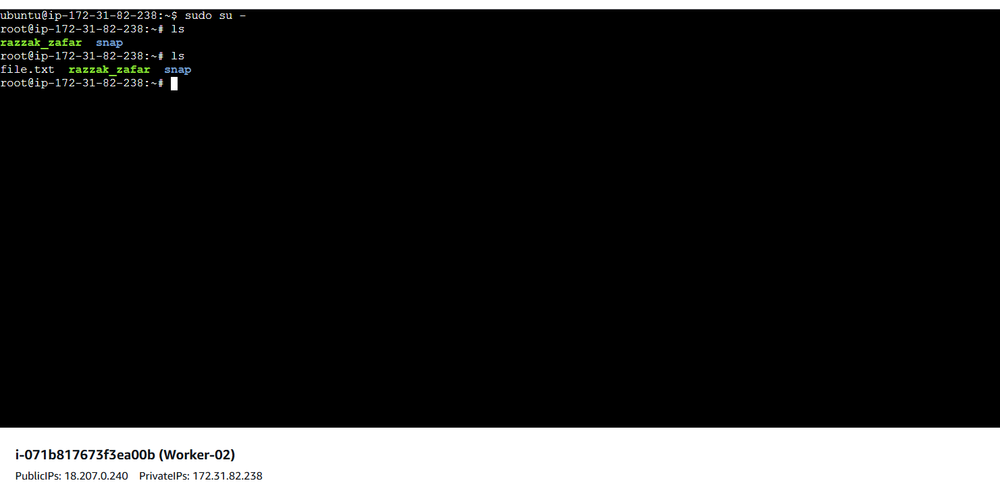 ubuntu@ip-172-31-82-238:~$ sudo su -
root@ip-172-31-82-238:~# ls
razzak_zafar  snap
root@ip-172-31-82-238:~# ls
file.txt  razzak_zafar  snap
root@ip-172-31-82-238:~#
i-071b817673f3ea00b (Worker-02)
PublicIPs: 18.207.0.240    PrivateIPs: 172.31.82.238